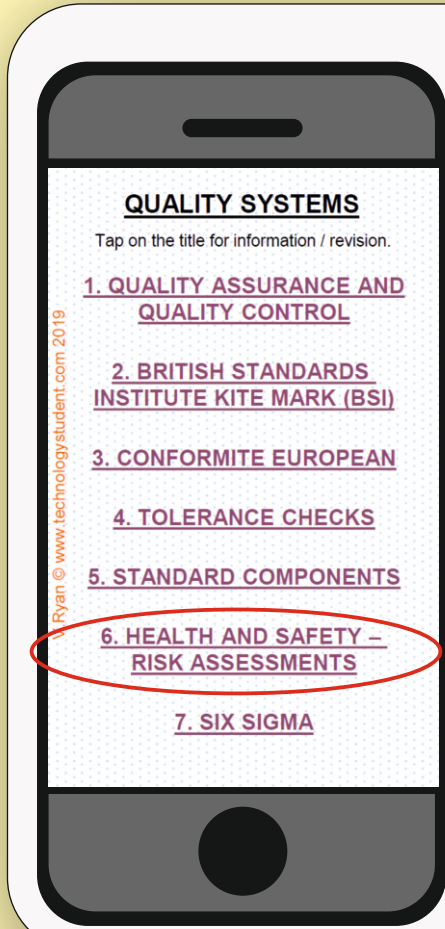 QUALITY SYSTEMS
Tap on the title for information / revision.
1. QUALITY ASSURANCE AND
QUALITY CONTROL
2. BRITISH STANDARDS
INSTITUTE KITE MARK (BSI)
3. CONFORMITE EUROPEAN
4. TOLERANCE CHECKS
5. STANDARD COMPONENTS
6. HEALTH AND SAFETY –
RISK ASSESSMENTS
7. SIX SIGMA
V.Ryan © www.technologystudent.com 2019